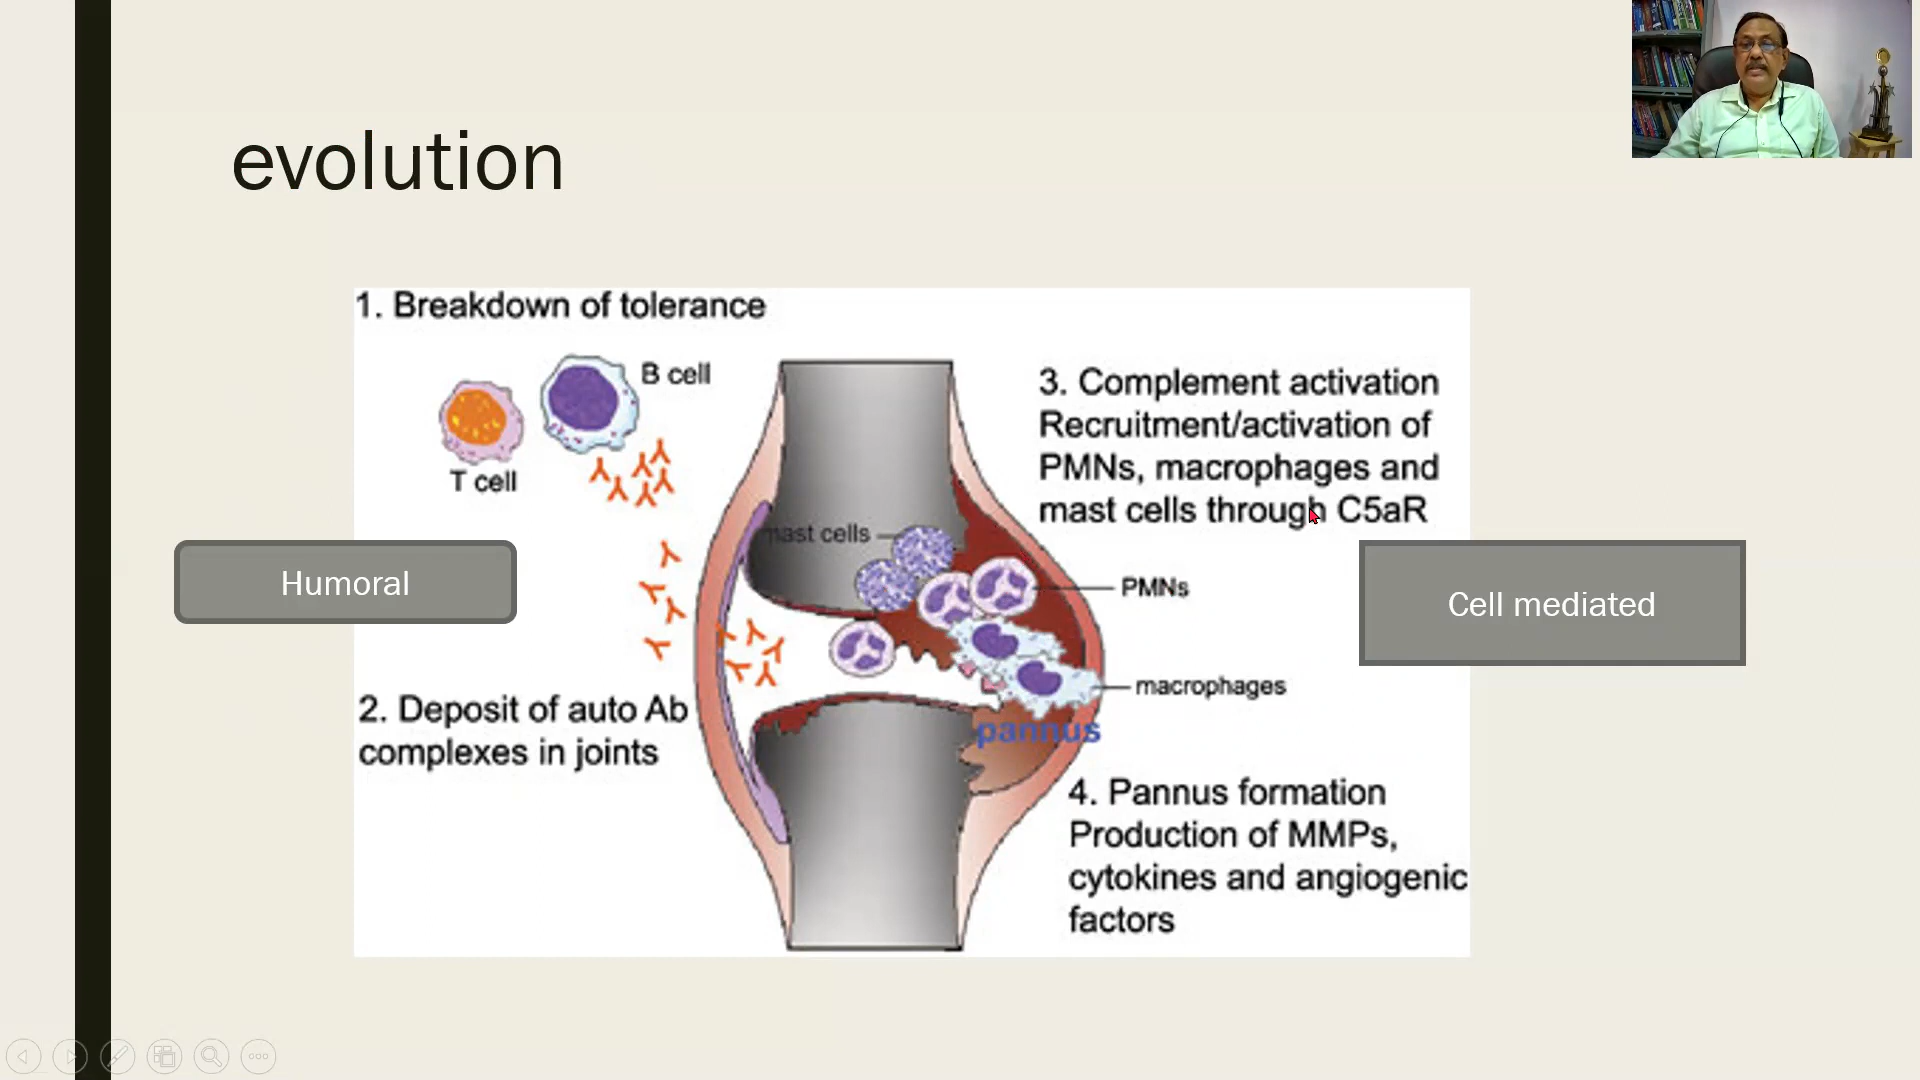 evolution
1. Breakdown of tolerance
B cell
T cell
3. Complement activation
Recruitment/activation of
PMNs, macrophages and
mast cells through C5aR
mast cells
Humoral
PMNs
Cell mediated
macrophages
2. Deposit of auto Ab
complexes in joints
pannus
4. Pannus formation
Production of MMPs,
cytokines and angiogenic
factors